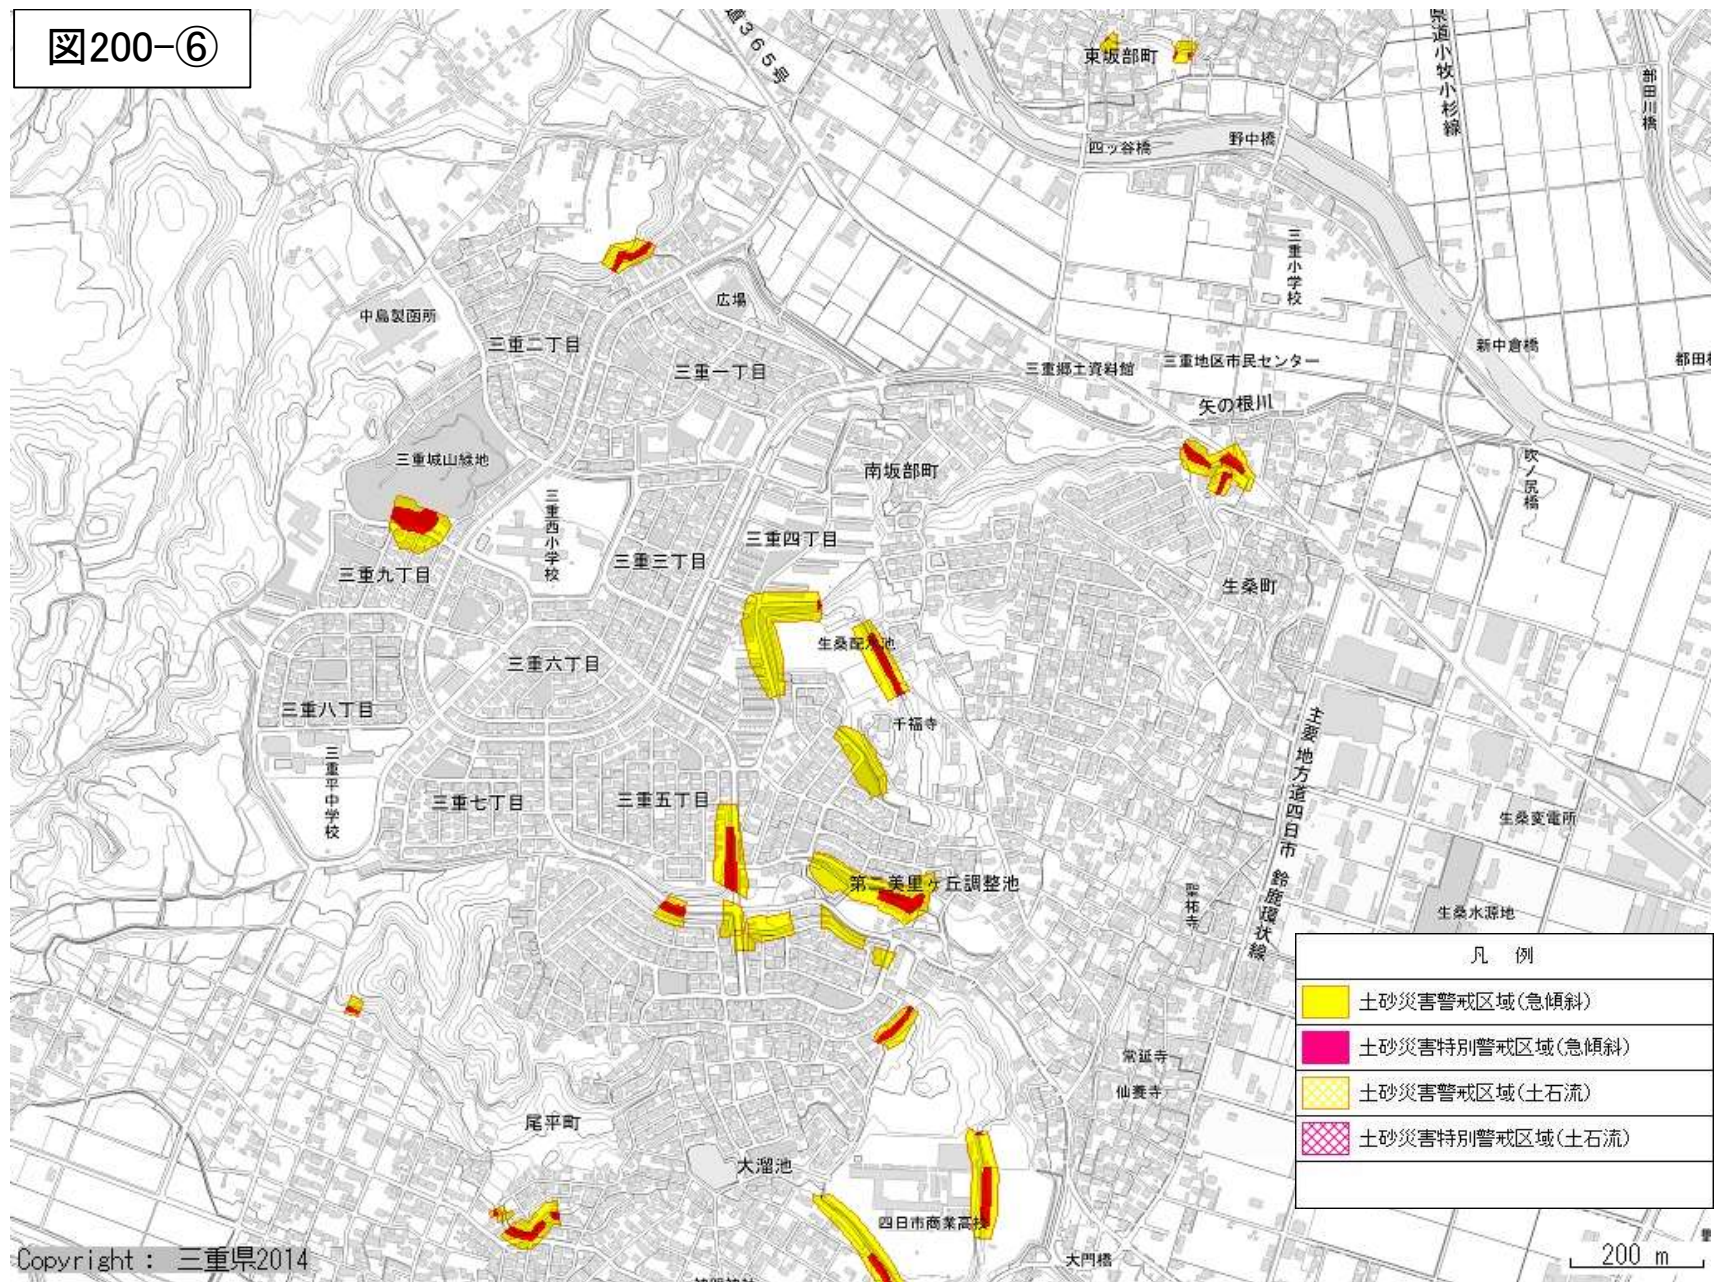 図200-⑥
道365号
東坂部町
県道小牧小杉線
部田川橋
四ッ谷橋
野中橋
三重小学校
広場
中島製函所
三重二丁目
三重一丁目
三重郷土資料館
三重地区市民センター
新中倉橋
矢の根川
三重城山緑地
南坂部町
吹ノ尻橋
三重西小学校
三重四丁目
三重三丁目
三重九丁目
生桑町
生桑配水池
三重六丁目
三重八丁目
千福寺
主要地方道四日市 鈴鹿環状線
三重平中学校
三重七丁目
三重五丁目
生桑変電所
第二美里ヶ丘調整池
聖祐寺
生桑水源地
凡 例
土砂災害警戒区域(急傾斜)
土砂災害特別警戒区域(急傾斜)
土砂災害警戒区域(土石流)
土砂災害特別警戒区域(土石流)
常延寺
仙養寺
尾平町
大溜池
四日市商業高校
大門橋
Copyright : 三重県2014
200 m